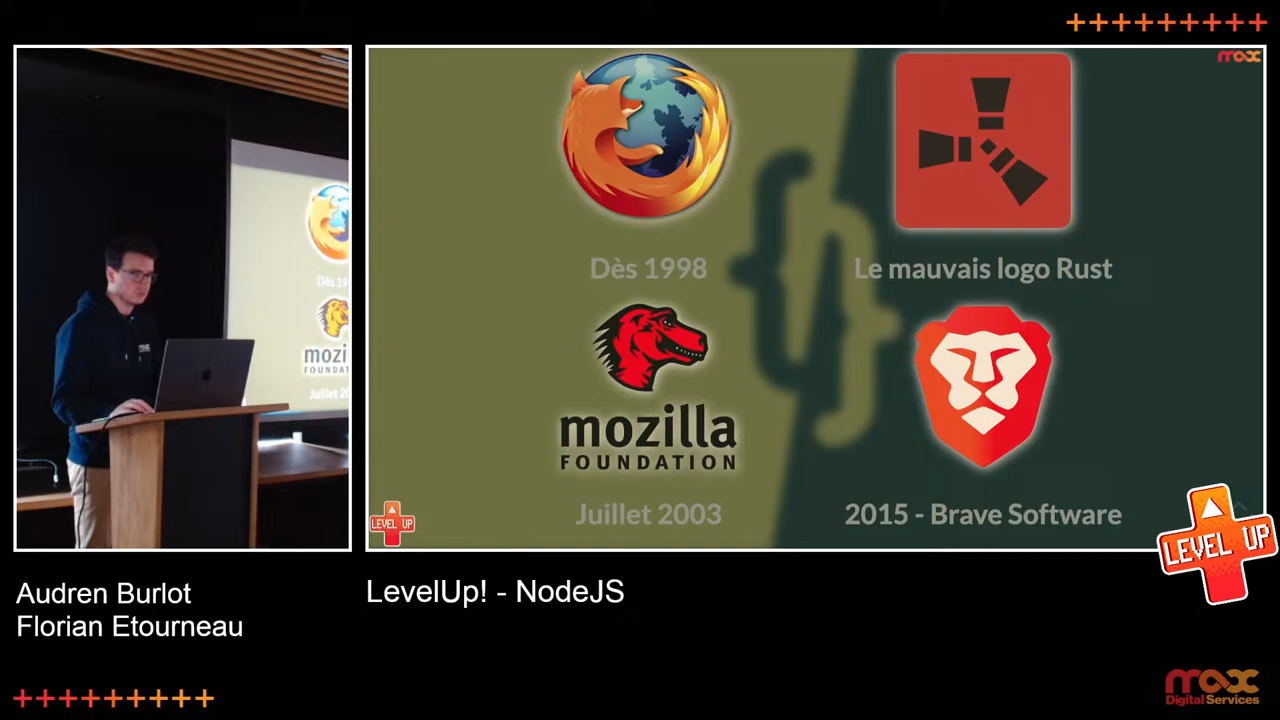 max
Dès 1998
Le mauvais logo Rust
mozilla
FOUNDATION
Juillet 2003
2015 - Brave Software
LEVEL UP
LEVEL UP
Audren Burlot
Florian Etourneau
LevelUp! - NodeJS
max
Digital Services